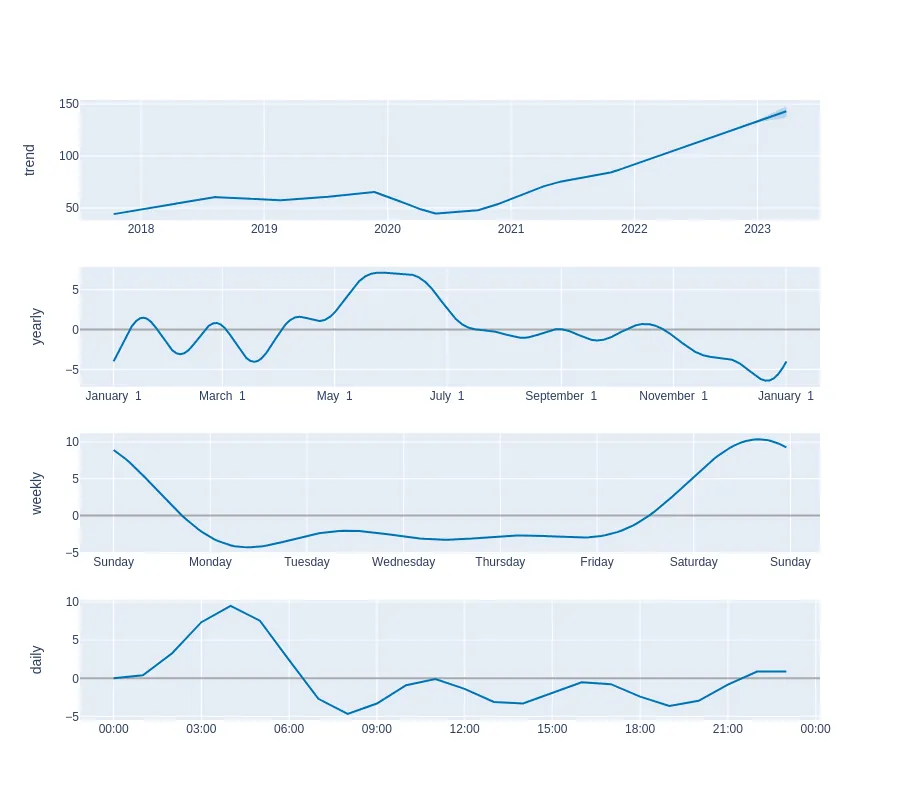 trend
150
100
50
2018 2019 2020 2021 2022 2023
yearly
5
0
−5
January 1 March 1 May 1 July 1 September 1 November 1 January 1
weekly
10
5
0
−5
Sunday Monday Tuesday Wednesday Thursday Friday Saturday Sunday
daily
10
5
0
−5
00:00 03:00 06:00 09:00 12:00 15:00 18:00 21:00 00:00